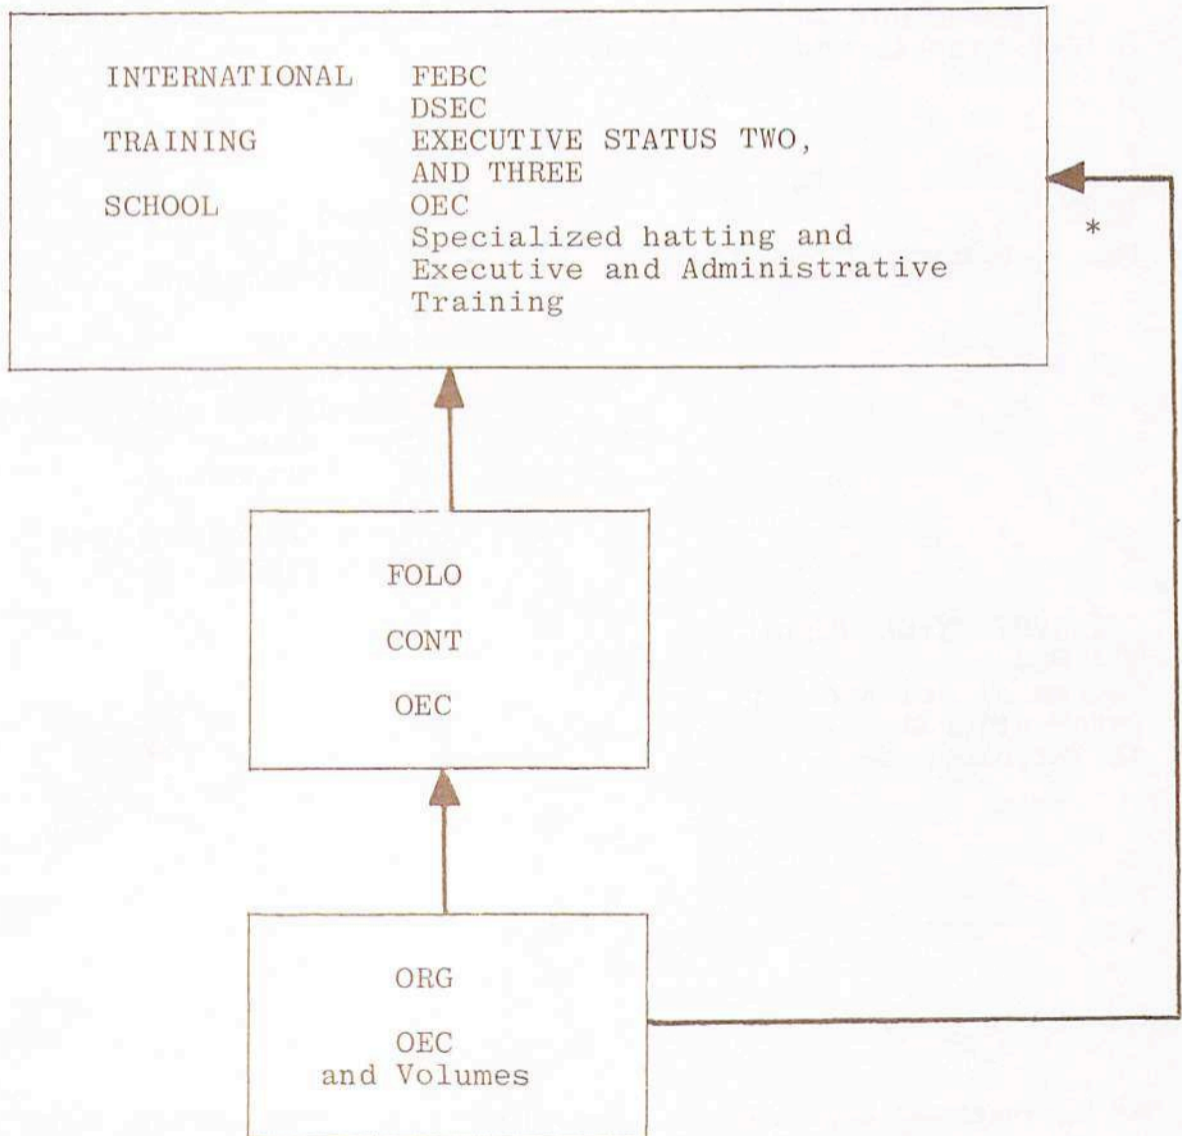 INTERNATIONAL FEBC
DSEC
TRAINING EXECUTIVE STATUS TWO,
AND THREE
SCHOOL OEC
Specialized hatting and
Executive and Administrative
Training
*
FOLO
CONT
OEC
ORG
OEC
and Volumes